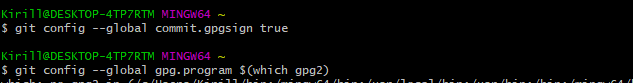 Kirill@DESKTOP-4TP7RTM MINGW64 ~
$ git config --global commit.gpgsign true
Kirill@DESKTOP-4TP7RTM MINGW64 ~
$ git config --global gpg.program $(which gpg2)